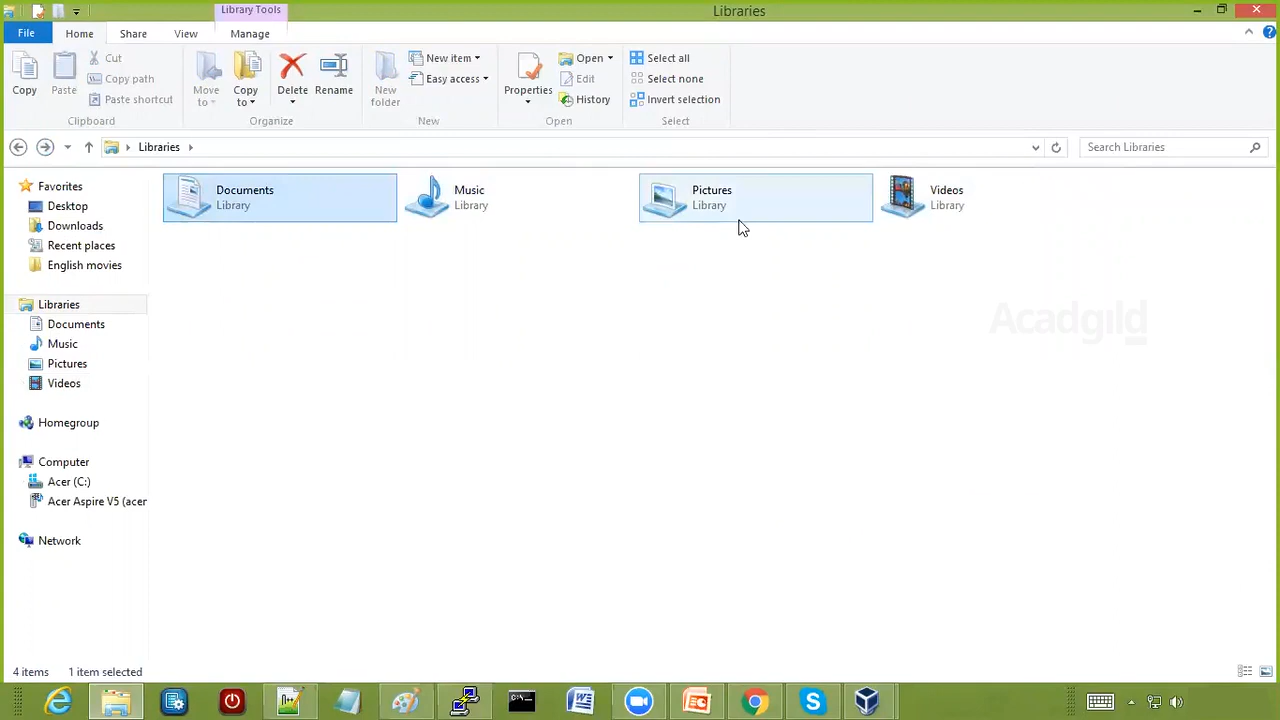 Library Tools
Libraries
File
Home
Share
View
Manage
Copy
Paste
Cut
Copy path
Paste shortcut
Clipboard
Move to
Copy to
Delete
Rename
Organize
New folder
New item
Easy access
New
Properties
Open
Edit
History
Open
Select all
Select none
Invert selection
Select
Libraries
Search Libraries
Favorites
Desktop
Downloads
Recent places
English movies
Libraries
Documents
Music
Pictures
Videos
Homegroup
Computer
Acer (C:)
Acer Aspire V5 (acer
Network
Documents
Library
Music
Library
Pictures
Library
Videos
Library
Acadgild
4 items 1 item selected